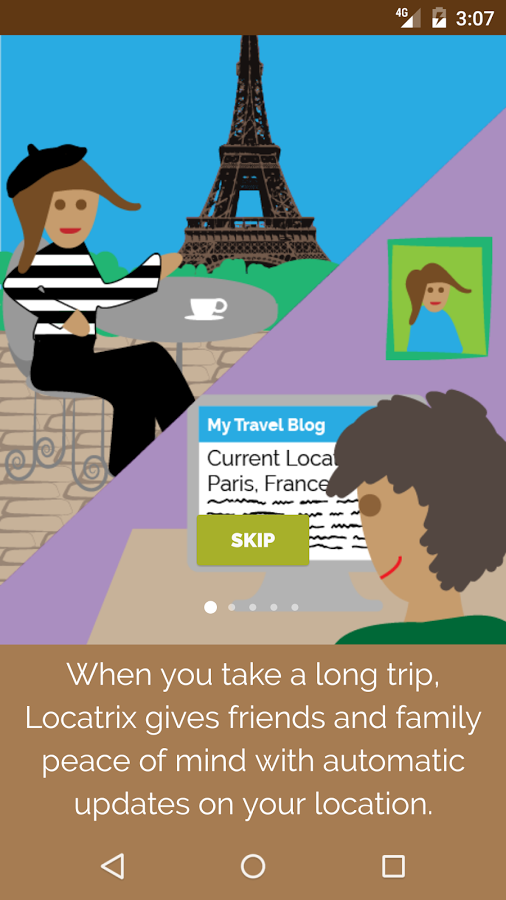 4G
3:07
My Travel Blog
Current Locat
Paris, France
SKIP
When you take a long trip,
Locatrix gives friends and family
peace of mind with automatic
updates on your location.